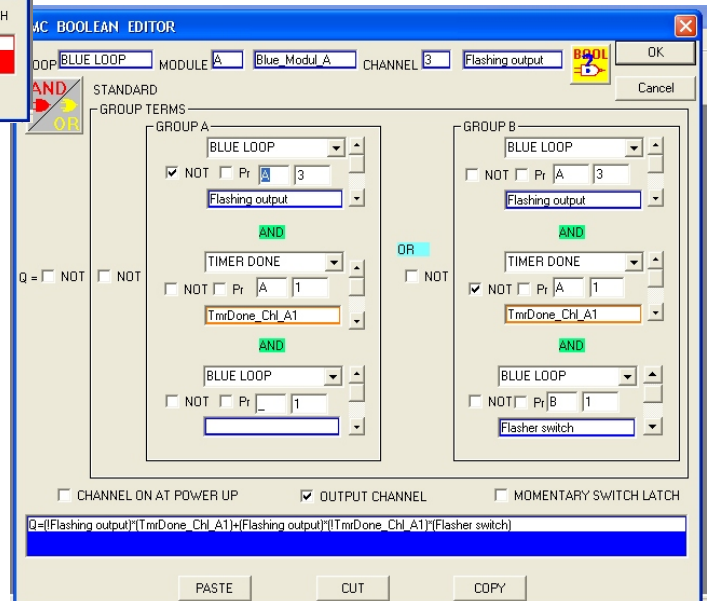 H
MC BOOLEAN EDITOR
OOP BLUE LOOP MODULE A Blue_Modul_A CHANNEL 3 Flashing output BOOL ? OK
AND OR STANDARD Cancel
GROUP TERMS
GROUP A
BLUE LOOP
NOT Pr A 3
Flashing output
AND
TIMER DONE
NOT Pr A 1
TmrDone_Chl_A1
AND
BLUE LOOP
NOT Pr _ 1
Q = NOT NOT
OR
NOT
GROUP B
BLUE LOOP
NOT Pr A 3
Flashing output
AND
TIMER DONE
NOT Pr A 1
TmrDone_Chl_A1
AND
BLUE LOOP
NOT Pr B 1
Flasher switch
CHANNEL ON AT POWER UP OUTPUT CHANNEL MOMENTARY SWITCH LATCH
Q=(!Flashing output)*(TmrDone_Chl_A1)+(Flashing output)*(!TmrDone_Chl_A1)*(Flasher switch)
PASTE CUT COPY